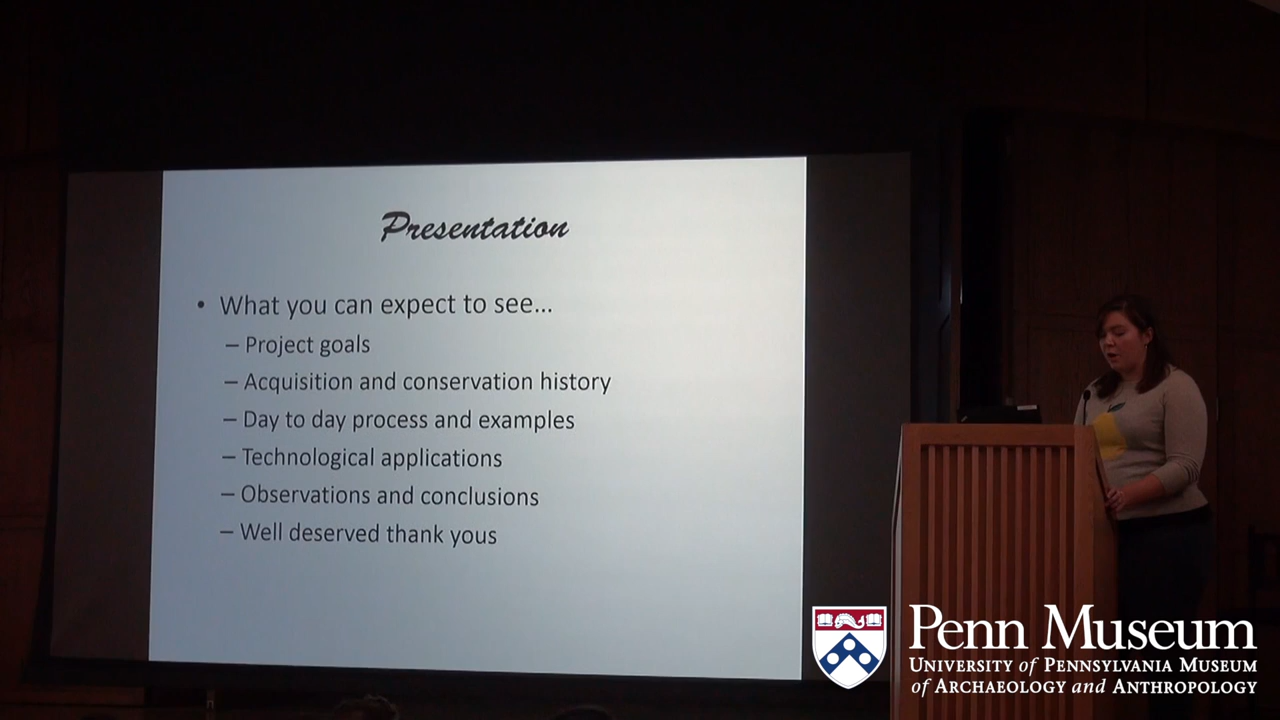 Presentation
• What you can expect to see...
– Project goals
– Acquisition and conservation history
– Day to day process and examples
– Technological applications
– Observations and conclusions
– Well deserved thank yous
Penn Museum
University of Pennsylvania Museum
of Archaeology and Anthropology